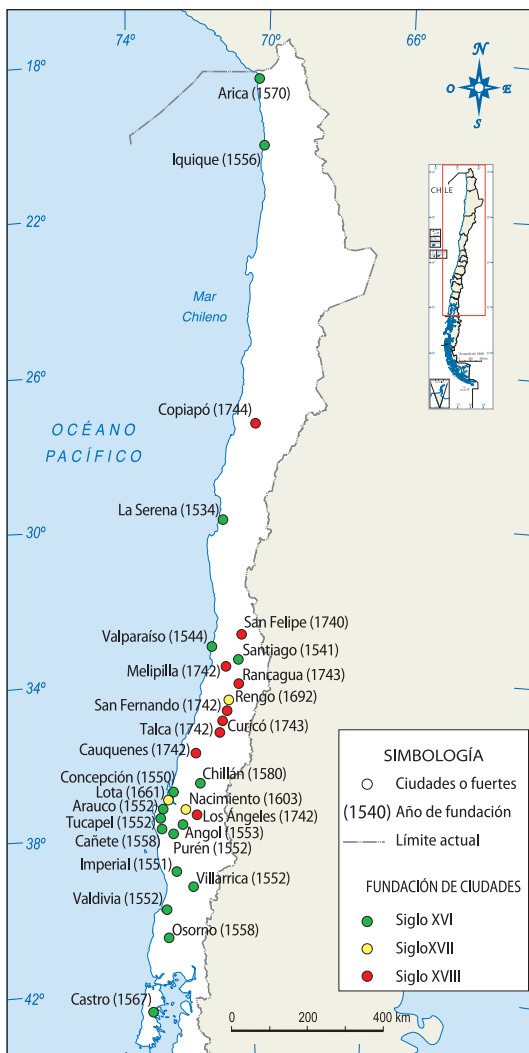 74º
70º
66º
18º
N
O
E
S
Arica (1570)
Iquique (1556)
CHILE
22º
Mar
Chileno
26º
Copiapó (1744)
OCÉANO
PACÍFICO
La Serena (1534)
30º
San Felipe (1740)
Valparaíso (1544)
Santiago (1541)
Melipilla (1742)
Rancagua (1743)
34º
Rengo (1692)
San Fernando (1742)
Curicó (1743)
Talca (1742)
Cauquenes (1742)
Concepción (1550)
Chillán (1580)
Lota (1661)
Nacimiento (1603)
Arauco (1552)
Los Ángeles (1742)
Tucapel (1552)
Angol (1553)
38º
Cañete (1558)
Purén (1552)
Imperial (1551)
Villarrica (1552)
Valdivia (1552)
Osorno (1558)
42º
Castro (1567)
SIMBOLOGÍA
Ciudades o fuertes
(1540) Año de fundación
Límite actual
FUNDACIÓN DE CIUDADES
Siglo XVI
SigloXVII
Siglo XVIII
0 200 400 km